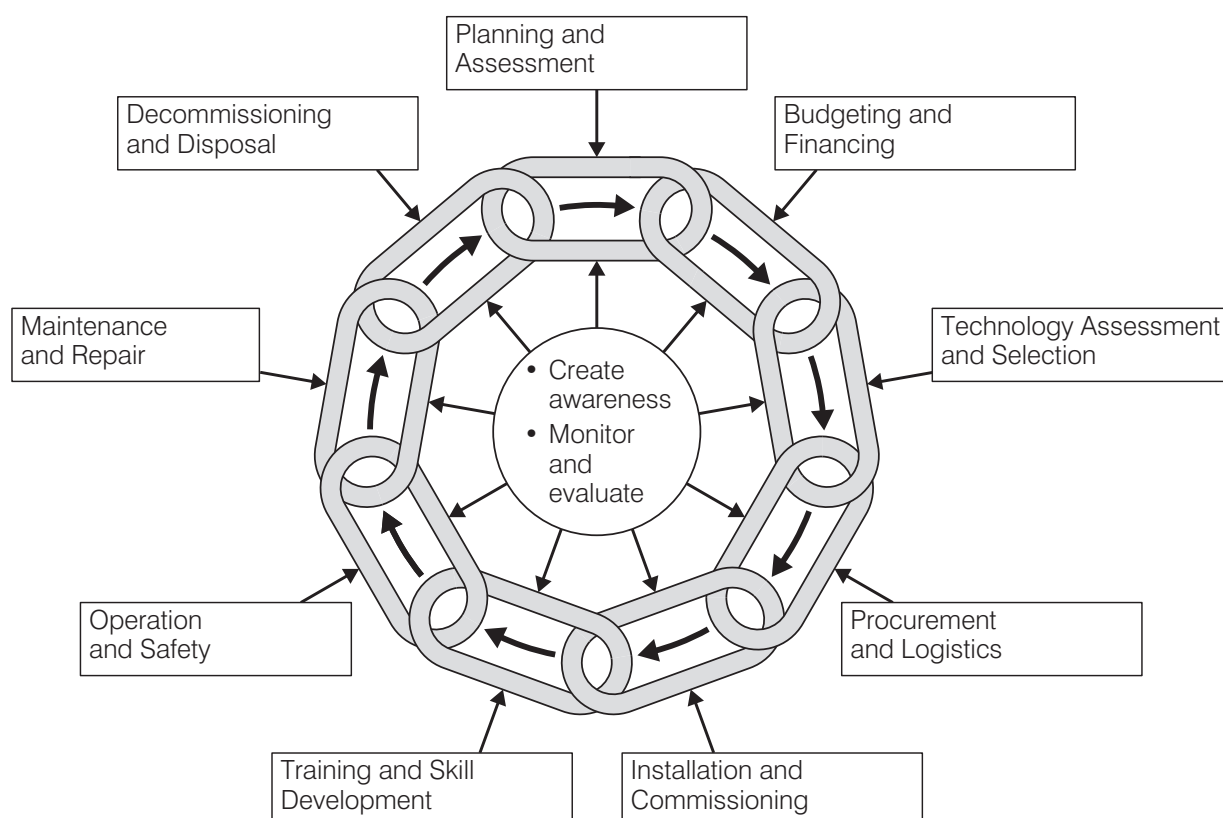 Planning and
Assessment
Decommissioning
and Disposal
Budgeting and
Financing
Maintenance
and Repair
Technology Assessment
and Selection
• Create
awareness
• Monitor
and
evaluate
Operation
and Safety
Procurement
and Logistics
Training and Skill
Development
Installation and
Commissioning